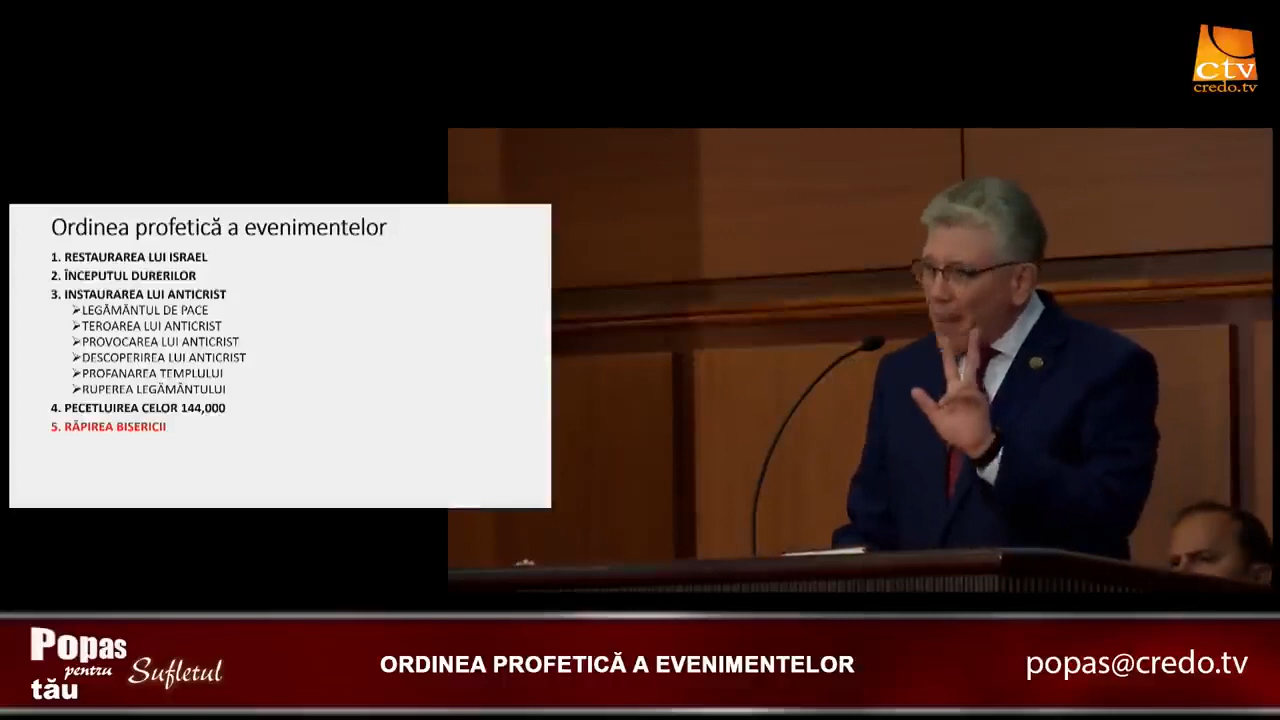 ctv
credo.tv
Ordinea profetică a evenimentelor
1. RESTAURAREA LUI ISRAEL
2. ÎNCEPUTUL DURERILOR
3. INSTAURAREA LUI ANTICRIST
➢LEGĂMÂNTUL DE PACE
➢TEROAREA LUI ANTICRIST
➢PROVOCAREA LUI ANTICRIST
➢DESCOPERIREA LUI ANTICRIST
➢PROFANAREA TEMPLULUI
➢RUPEREA LEGĂMÂNTULUI
4. PECETLUIREA CELOR 144,000
5. RĂPIREA BISERICII
Popas
pentru Sufletul
tău
ORDINEA PROFETICĂ A EVENIMENTELOR
popas@credo.tv